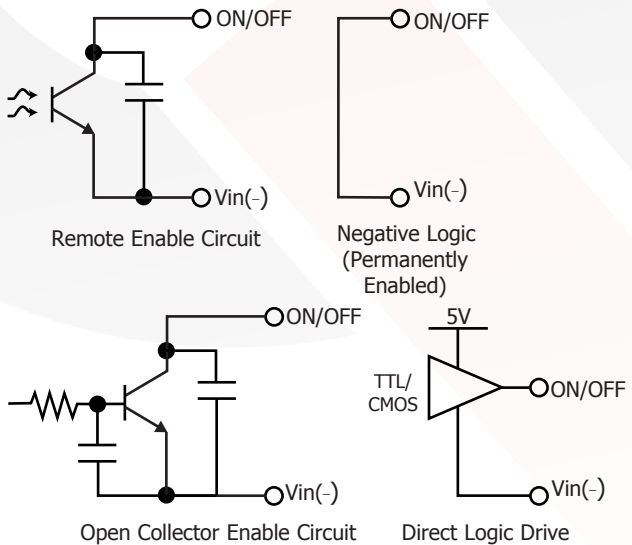 ON/OFF
Vin(-)
Remote Enable Circuit
ON/OFF
Vin(-)
Negative Logic
(Permanently
Enabled)
ON/OFF
Vin(-)
Open Collector Enable Circuit
5V
TTL/
CMOS
ON/OFF
Vin(-)
Direct Logic Drive